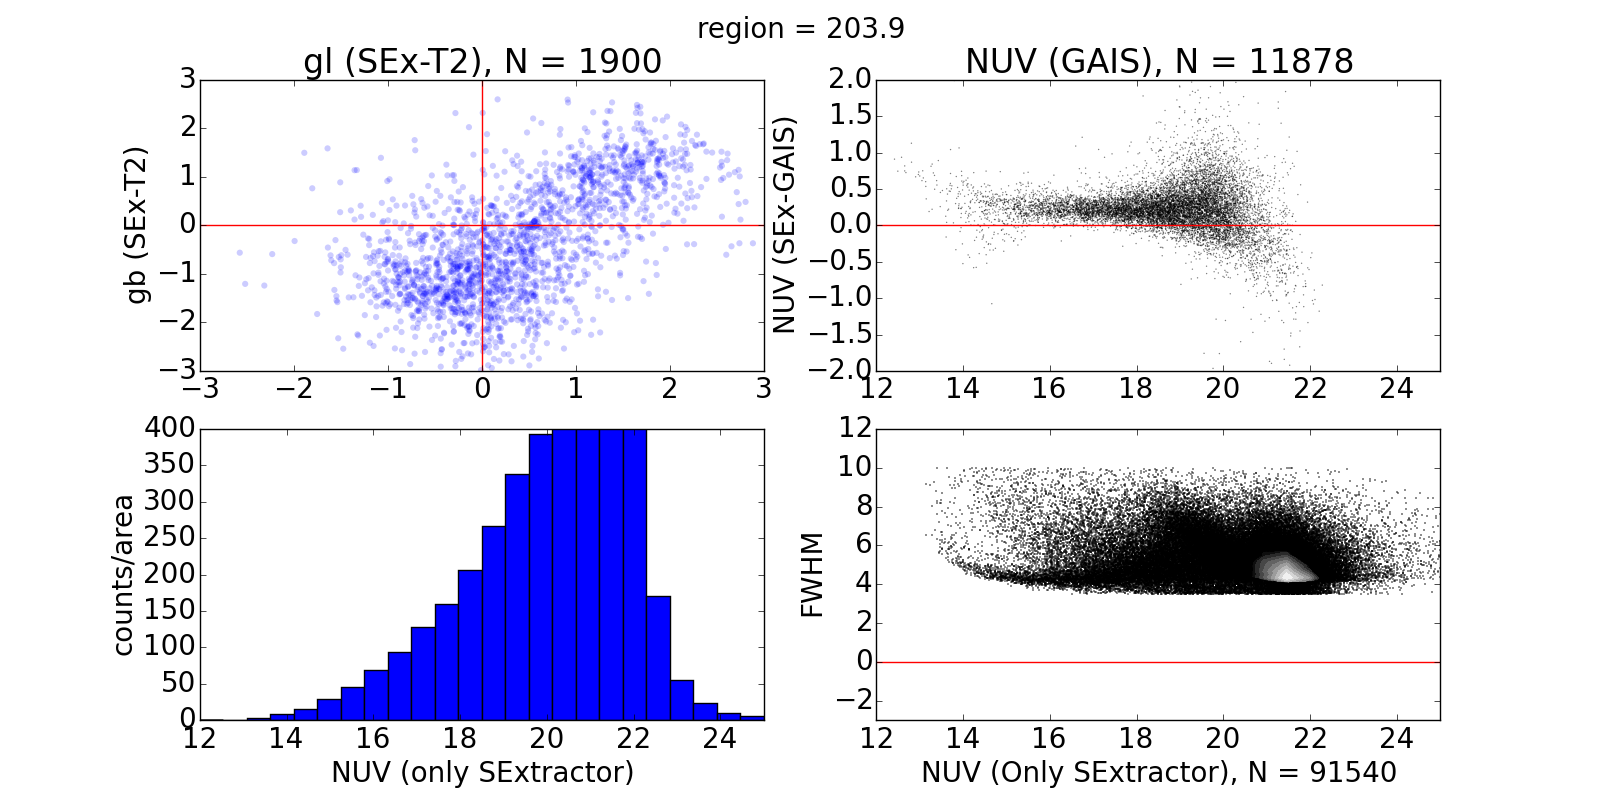 region = 203.9
gl (SEx-T2), N = 1900
NUV (GAIS), N = 11878
gb (SEx-T2)
3
2
1
0
−1
−2
−3
−3 −2 −1 0 1 2 3
NUV (SEx-GAIS)
2.0
1.5
1.0
0.5
0.0
−0.5
−1.0
−1.5
−2.0
12 14 16 18 20 22 24
counts/area
400
350
300
250
200
150
100
50
0
12 14 16 18 20 22 24
NUV (only SExtractor)
FWHM
12
10
8
6
4
2
0
−2
12 14 16 18 20 22 24
NUV (Only SExtractor), N = 91540